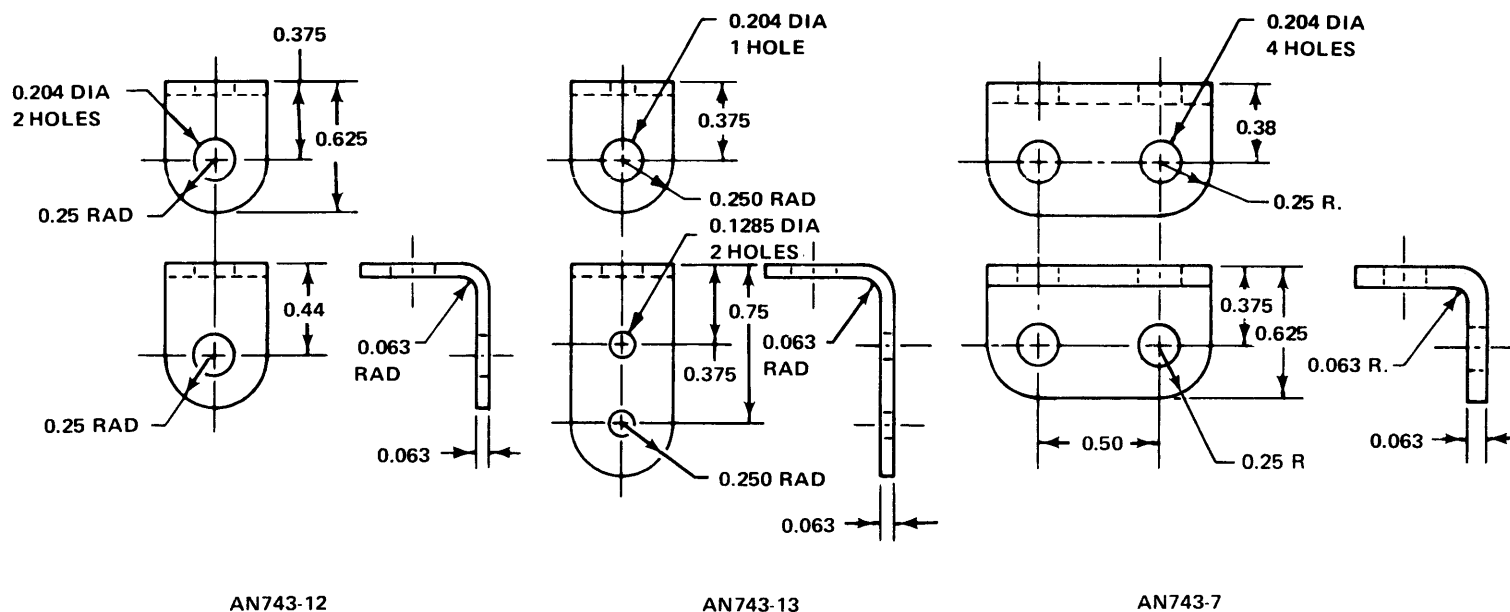 0.375
0.204 DIA
2 HOLES
0.625
0.25 RAD
0.44
0.063
RAD
0.25 RAD
0.063
AN743-12
0.204 DIA
1 HOLE
0.375
0.250 RAD
0.1285 DIA
2 HOLES
0.75
0.063
RAD
0.375
0.250 RAD
0.063
AN743-13
0.204 DIA
4 HOLES
0.38
0.25 R.
0.375
0.625
0.063 R.
0.50
0.25 R
0.063
AN743-7